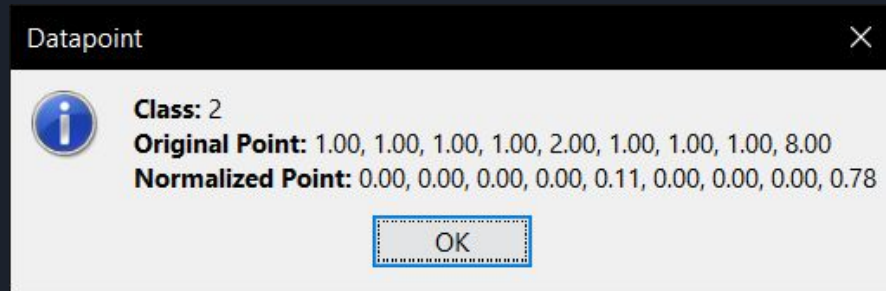 Datapoint
Class: 2
Original Point: 1.00, 1.00, 1.00, 1.00, 2.00, 1.00, 1.00, 1.00, 8.00
Normalized Point: 0.00, 0.00, 0.00, 0.00, 0.11, 0.00, 0.00, 0.00, 0.78
OK